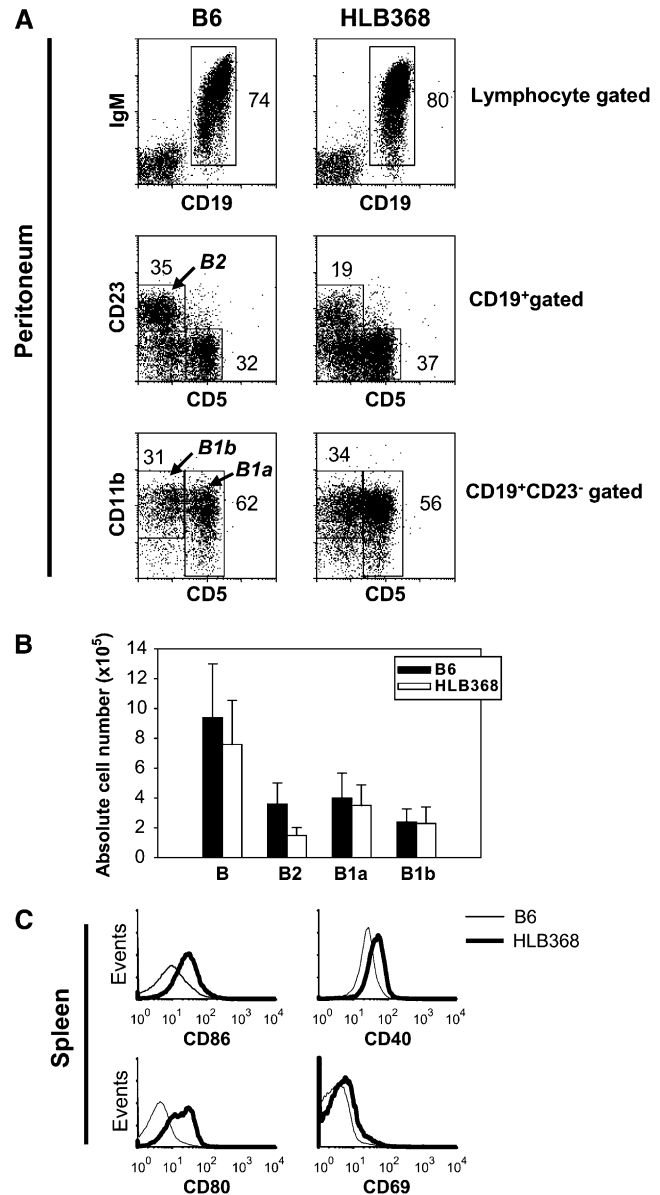 A
B6
HLB368
IgM
74
80
Lymphocyte gated
CD19
CD19
Peritoneum
CD23
35
B2
32
19
37
CD19+gated
CD5
CD5
CD11b
31
B1b
B1a
62
34
56
CD19+CD23- gated
CD5
CD5
B
Absolute cell number (x10⁵)
14
12
10
8
6
4
2
0
B6
HLB368
B
B2
B1a
B1b
C
B6
HLB368
Spleen
Events
10⁰ 10¹ 10² 10³ 10⁴
10⁰ 10¹ 10² 10³ 10⁴
CD86
CD40
Events
10⁰ 10¹ 10² 10³ 10⁴
10⁰ 10¹ 10² 10³ 10⁴
CD80
CD69